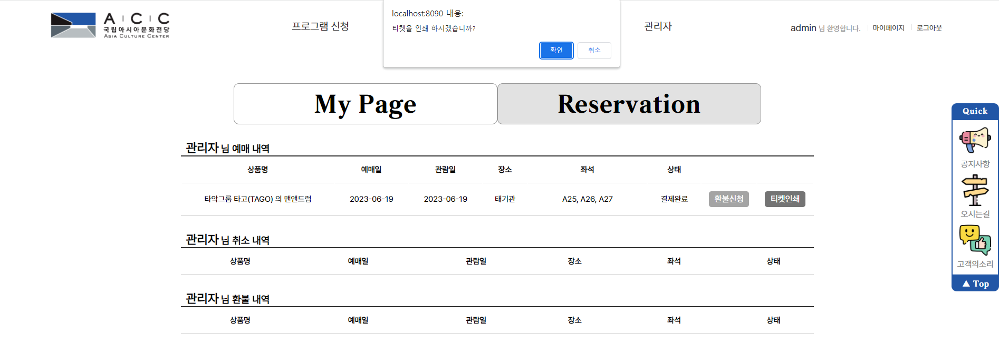 localhost:8090 내용:
티켓을 인쇄 하시겠습니까?
확인 취소
A C C
국립아시아문화전당
ASIA CULTURE CENTER
프로그램 신청 관리자 admin 님 환영합니다. 마이페이지 로그아웃
My Page Reservation
관리자 님 예매 내역
상품명 예매일 관람일 장소 좌석 상태
타악그룹 타고(TAGO) 의 맨앤드럼 2023-06-19 2023-06-19 태기관 A25, A26, A27 결제완료 환불신청 티켓인쇄
관리자 님 취소 내역
상품명 예매일 관람일 장소 좌석 상태
관리자 님 환불 내역
상품명 예매일 관람일 장소 좌석 상태
Quick
공지사항
오시는길
고객의소리
▲ Top